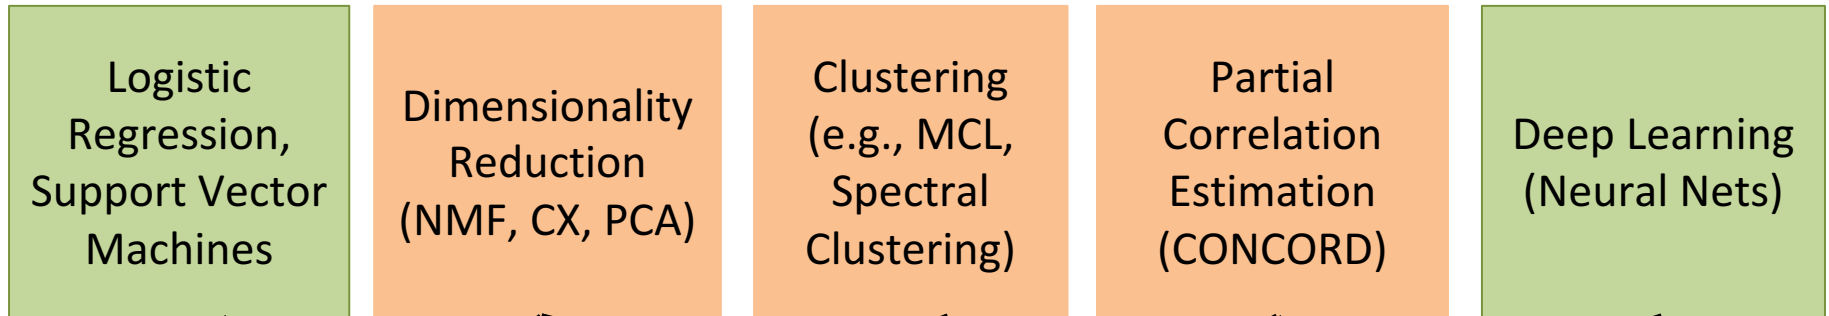 Logistic
Regression,
Support Vector
Machines
Dimensionality
Reduction
(NMF, CX, PCA)
Clustering
(e.g., MCL,
Spectral
Clustering)
Partial
Correlation
Estimation
(CONCORD)
Deep Learning
(Neural Nets)